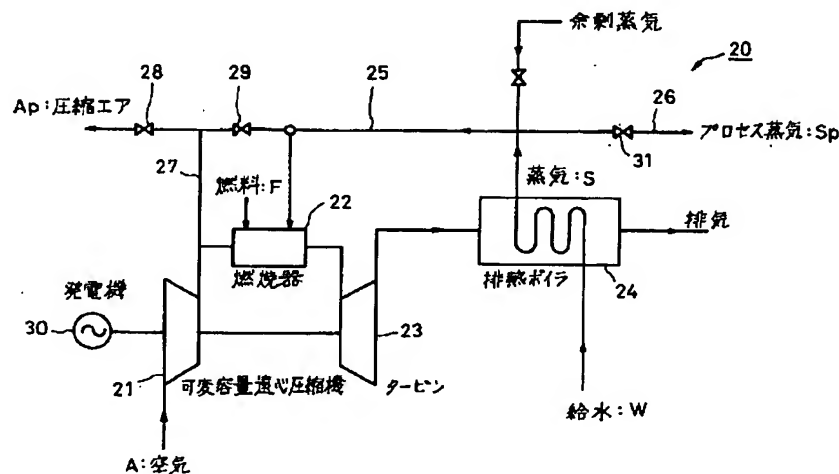 余剰蒸気
20
28
29
25
26
Ap:圧縮エア
プロセス蒸気:Sp
31
27
燃料:F
22
蒸気:S
排気
燃焼器
排熱ボイラ
24
発電機
30
23
21
可変容量遠心圧縮機
タービン
給水:W
A:空気